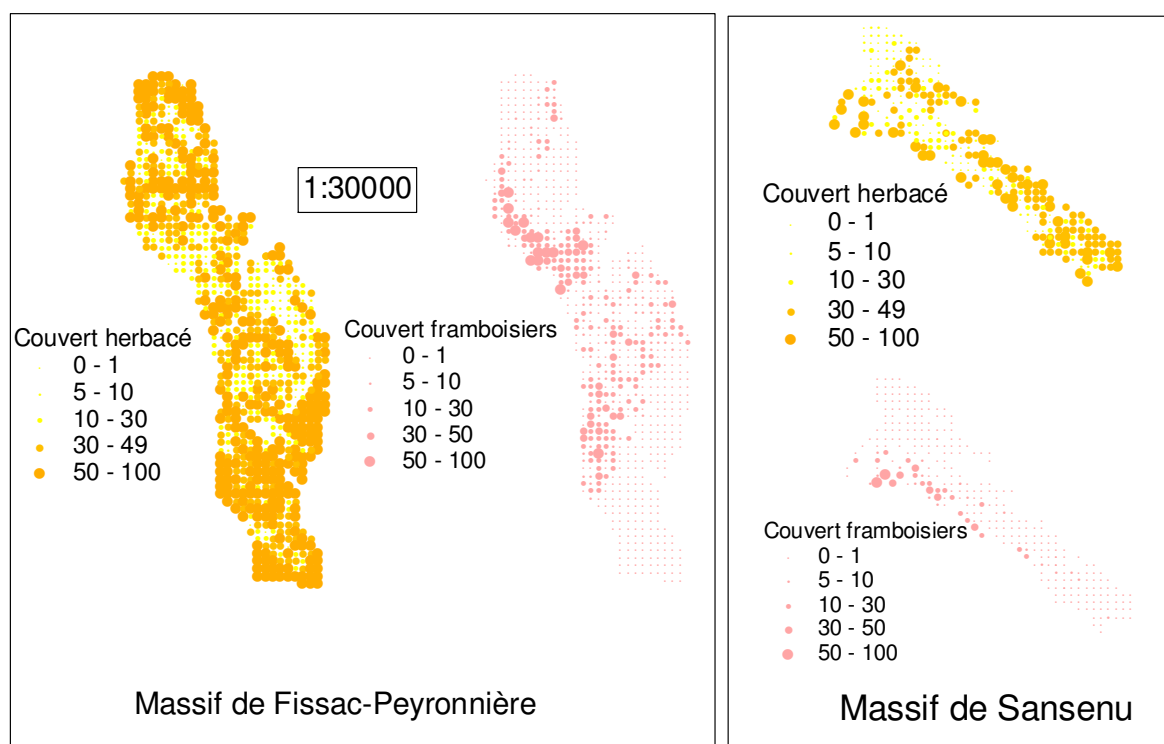 1:30000
Couvert herbacé
0 - 1
5 - 10
10 - 30
30 - 49
50 - 100
Couvert framboisiers
0 - 1
5 - 10
10 - 30
30 - 50
50 - 100
Massif de Fissac-Peyronnière
Couvert herbacé
0 - 1
5 - 10
10 - 30
30 - 49
50 - 100
Couvert framboisiers
0 - 1
5 - 10
10 - 30
30 - 50
50 - 100
Massif de Sansenu